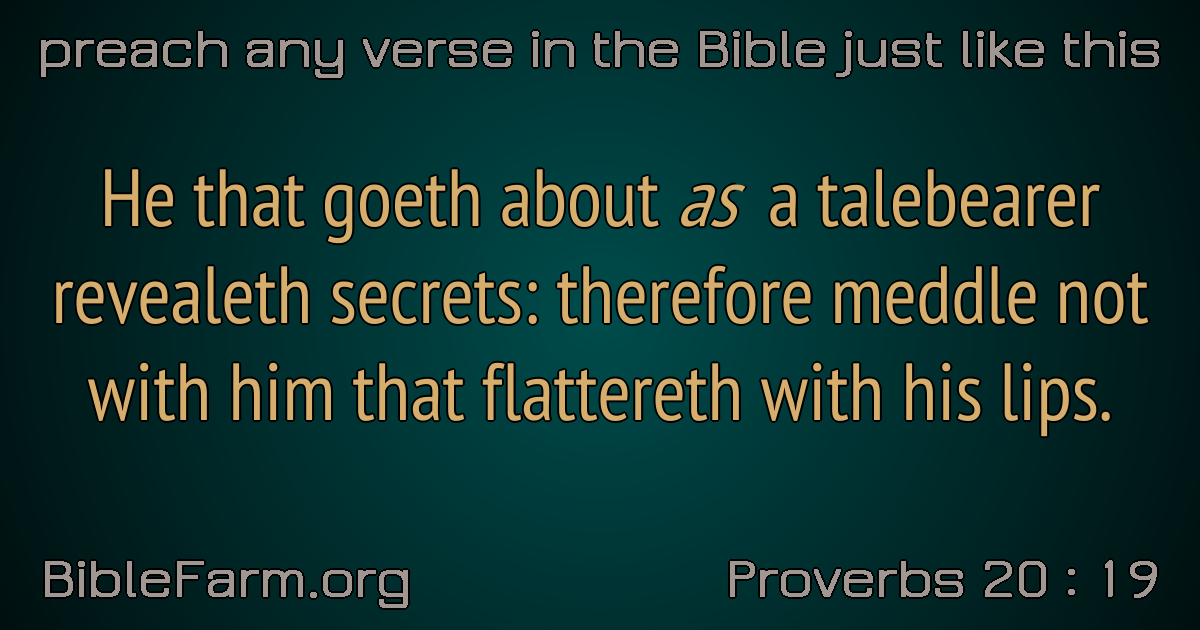 preach any verse in the Bible just like this
He that goeth about as a talebearer
revealeth secrets: therefore meddle not
with him that flattereth with his lips.
BibleFarm.org
Proverbs 20 : 19